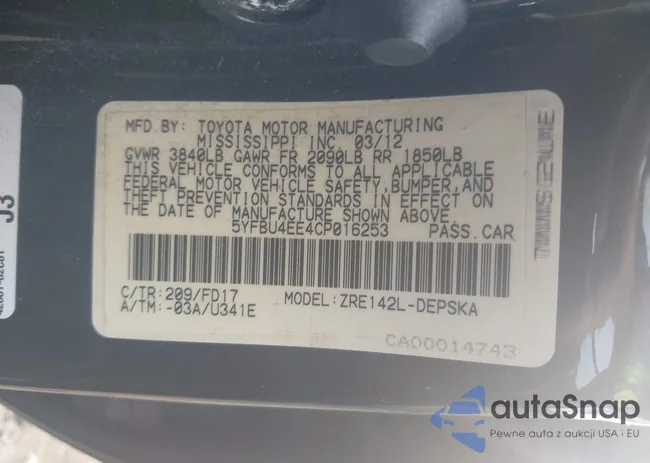 MFD.BY: TOYOTA MOTOR MANUFACTURING
MISSISSIPPI INC. 03/12
GVWR 3840LB GAWR FR 2090LB RR 1850LB
THIS VEHICLE CONFORMS TO ALL APPLICABLE
FEDERAL MOTOR VEHICLE SAFETY,BUMPER,AND
THEFT PREVENTION STANDARDS IN EFFECT ON
THE DATE OF MANUFACTURE SHOWN ABOVE.
5YFBU4EE4CP016253 PASS.CAR
C/TR:209/FD17 MODEL:ZRE142L-DEPSKA
A/TM:-03A/U341E
CA00014743
J3
autaSnap
Pewne auta z aukcji USA i EU